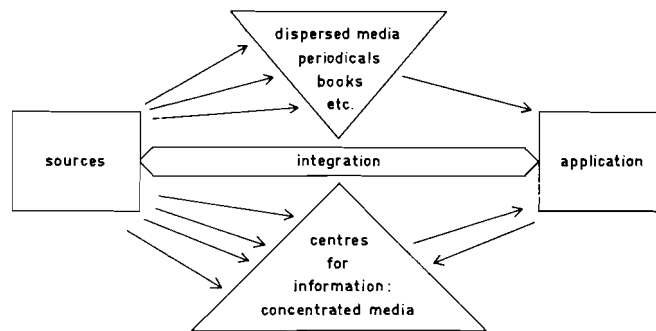 dispersed media
periodicals
books
etc.
sources
integration
application
centres
for
information:
concentrated media